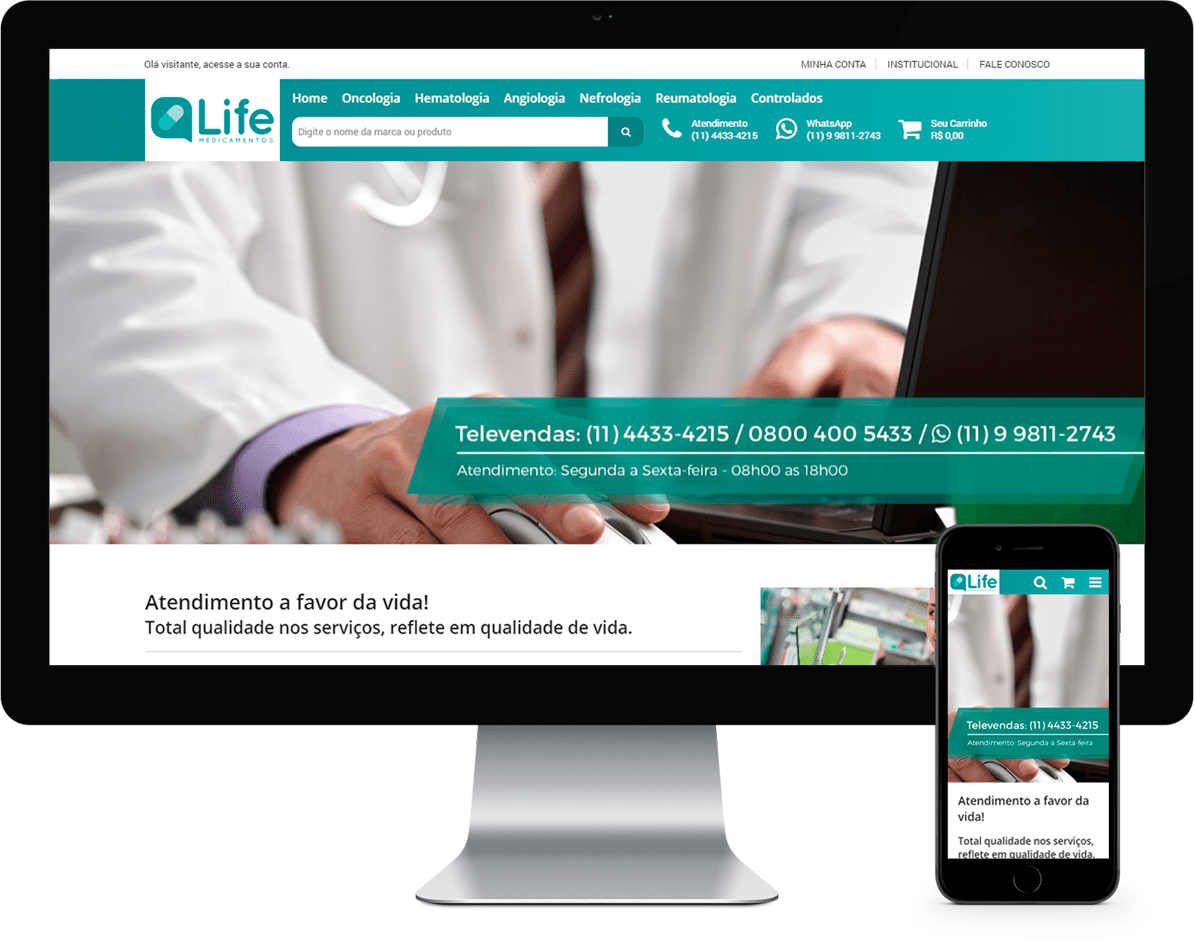 Olá visitante, acesse a sua conta.
MINHA CONTA
INSTITUCIONAL
FALE CONOSCO
Life
MEDICAMENTOS
Home Oncologia Hematologia Angiologia Nefrologia Reumatologia Controlados
Digite o nome da marca ou produto
Atendimento
(11) 4433-4215
WhatsApp
(11) 9 9811-2743
Seu Carrinho
R$ 0,00
Televendas: (11) 4433-4215 / 0800 400 5433 / (11) 9 9811-2743
Atendimento: Segunda a Sexta-feira - 08h00 as 18h00
Atendimento a favor da vida!
Total qualidade nos serviços, reflete em qualidade de vida.
Life
Televendas: (11) 4433-4215
Atendimento: Segunda a Sexta-feira
Atendimento a favor da
vida!
Total qualidade nos serviços,
reflete em qualidade de vida.